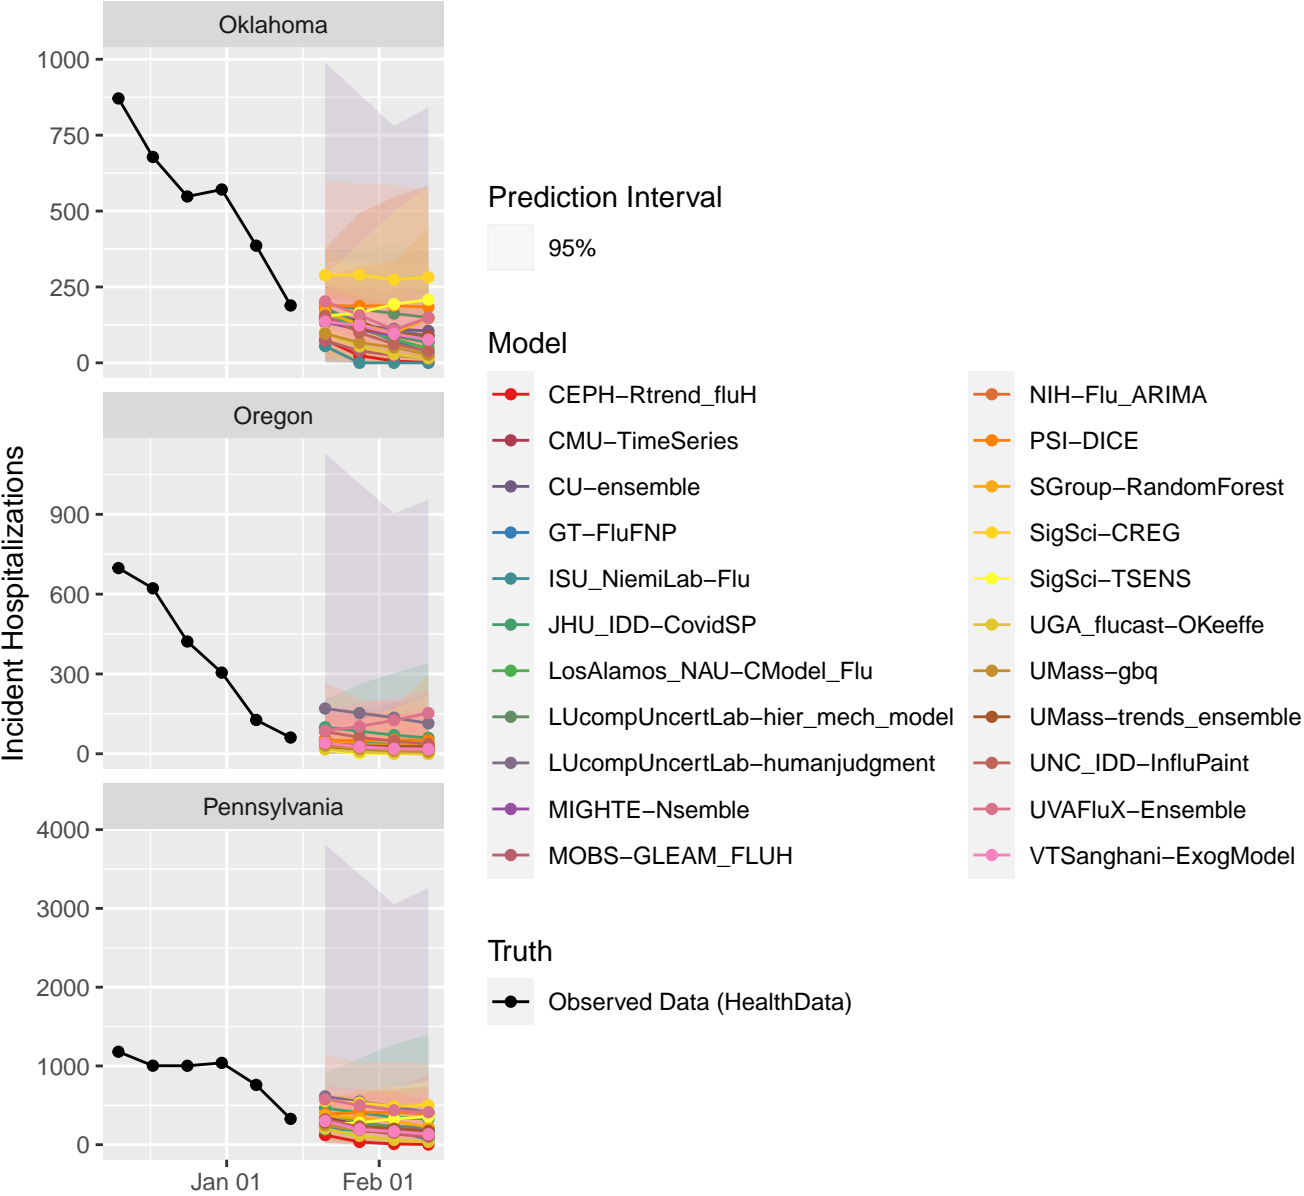 Oklahoma
1000
750
500
250
0
Oregon
900
600
300
0
Pennsylvania
4000
3000
2000
1000
0
Jan 01
Feb 01
Incident Hospitalizations
Prediction Interval
95%
Model
CEPH−Rtrend_fluH
CMU−TimeSeries
CU−ensemble
GT−FluFNP
ISU_NiemiLab−Flu
JHU_IDD−CovidSP
LosAlamos_NAU−CModel_Flu
LUcompUncertLab−hier_mech_model
LUcompUncertLab−humanjudgment
MIGHTE−Nsemble
MOBS−GLEAM_FLUH
NIH−Flu_ARIMA
PSI−DICE
SGroup−RandomForest
SigSci−CREG
SigSci−TSENS
UGA_flucast−OKeeffe
UMass−gbq
UMass−trends_ensemble
UNC_IDD−InfluPaint
UVAFluX−Ensemble
VTSanghani−ExogModel
Truth
Observed Data (HealthData)